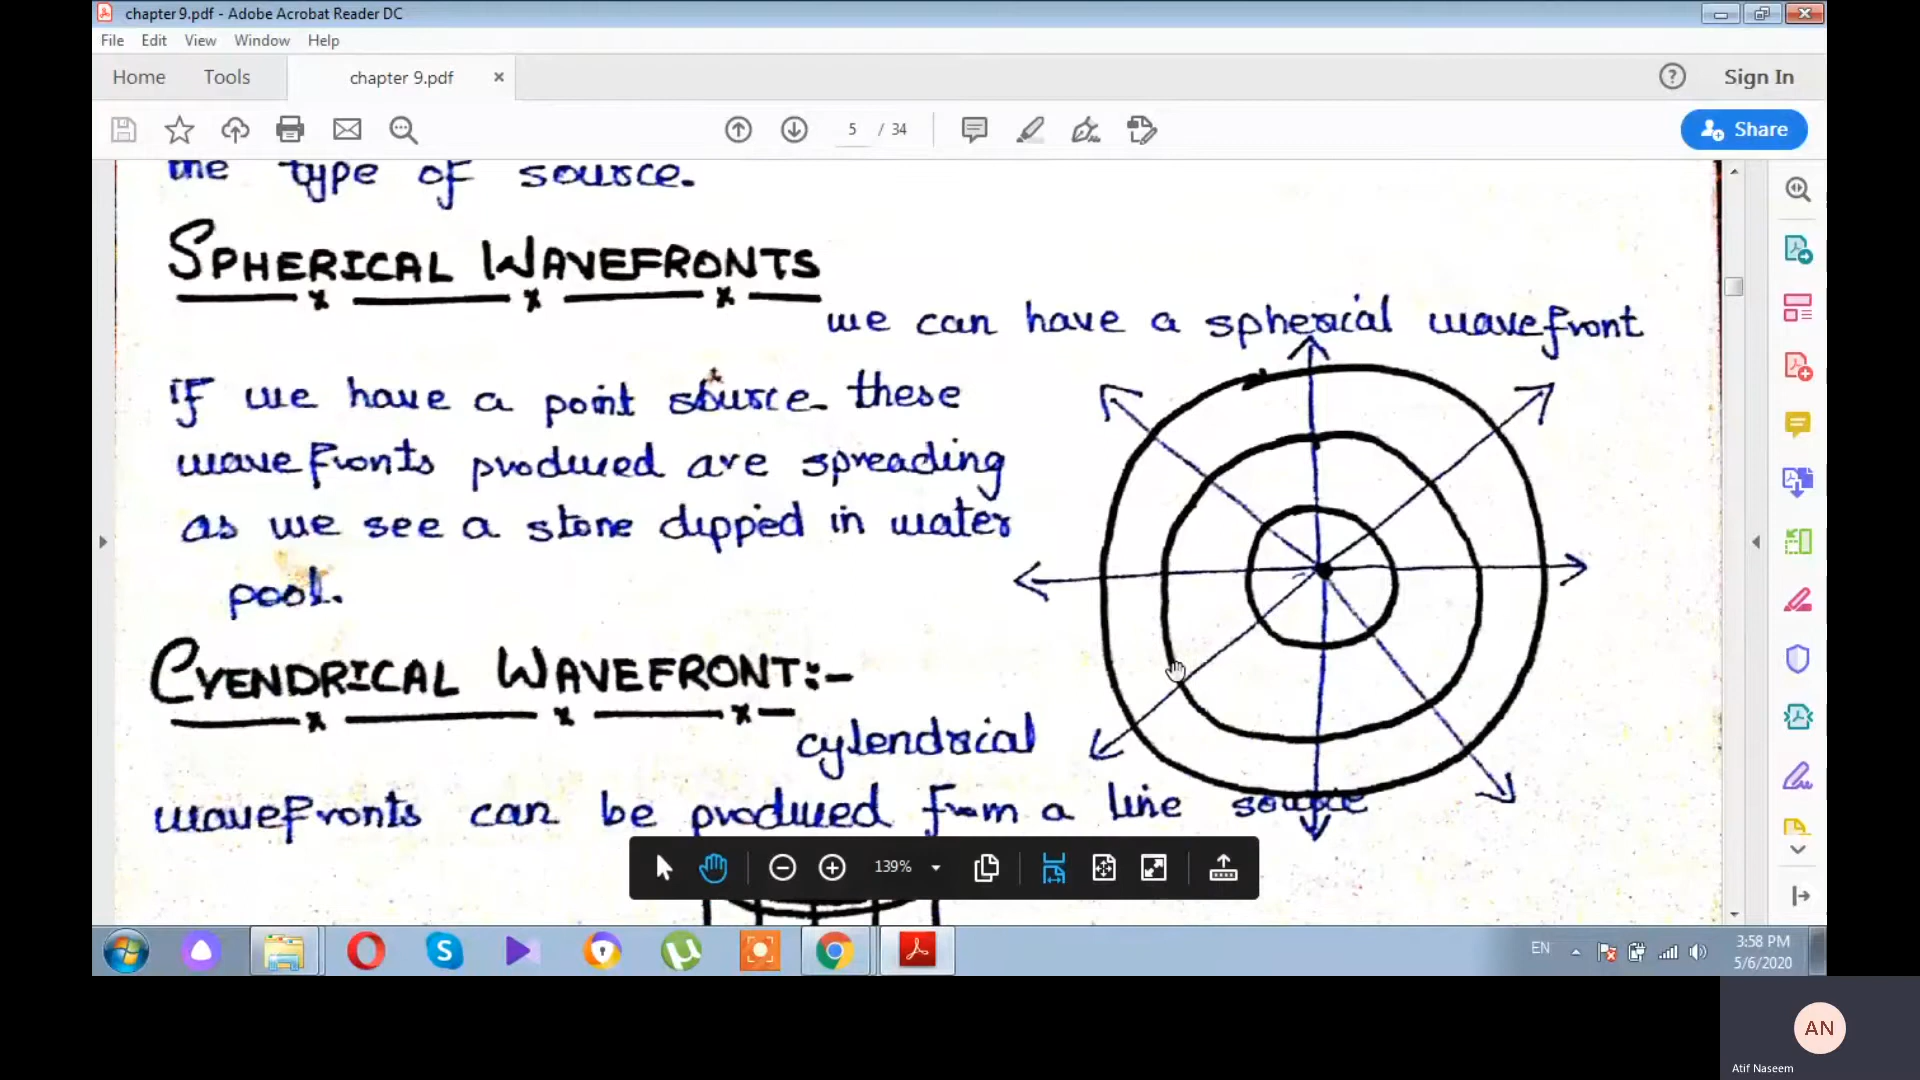 chapter 9.pdf - Adobe Acrobat Reader DC
File Edit View Window Help
Home Tools chapter 9.pdf × Sign In
5 / 34 Share
the type of source.
SPHERICAL WAVEFRONTS
we can have a spherical wavefront
if we have a point source. these
wavefronts produced are spreading
as we see a stone dipped in water
pool.
CYENDRICAL WAVEFRONT:-
cylendrical
wavefronts can be produced from a line source
139%
EN 3:58 PM
5/6/2020
AN
Atif Naseem